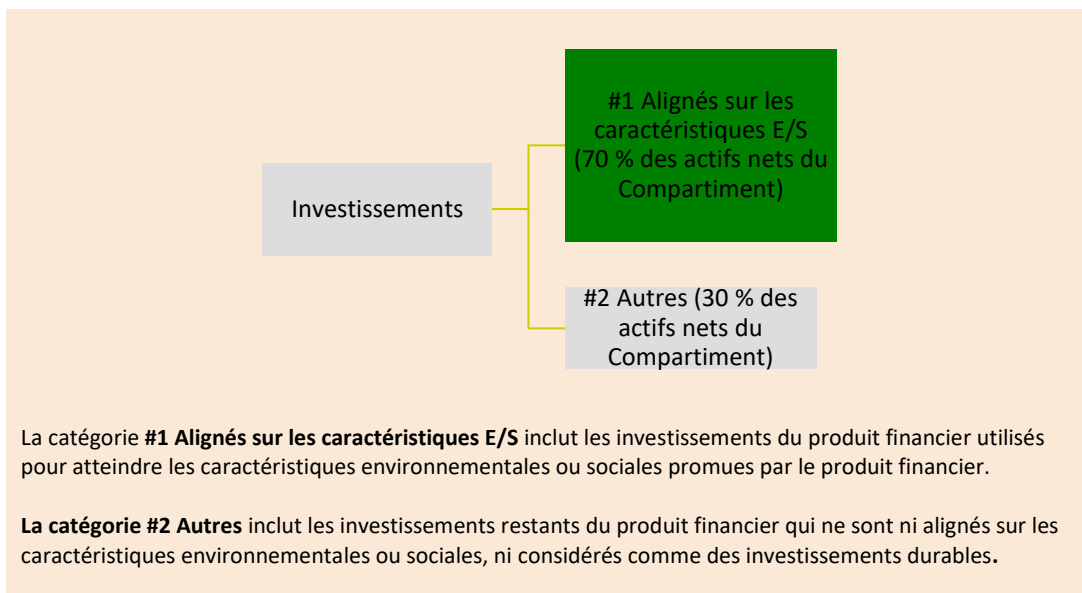 #1 Alignés sur les
caractéristiques E/S
(70 % des actifs nets du
Compartiment)
Investissements
#2 Autres (30 % des
actifs nets du
Compartiment)
La catégorie #1 Alignés sur les caractéristiques E/S inclut les investissements du produit financier utilisés
pour atteindre les caractéristiques environnementales ou sociales promues par le produit financier.
La catégorie #2 Autres inclut les investissements restants du produit financier qui ne sont ni alignés sur les
caractéristiques environnementales ou sociales, ni considérés comme des investissements durables.